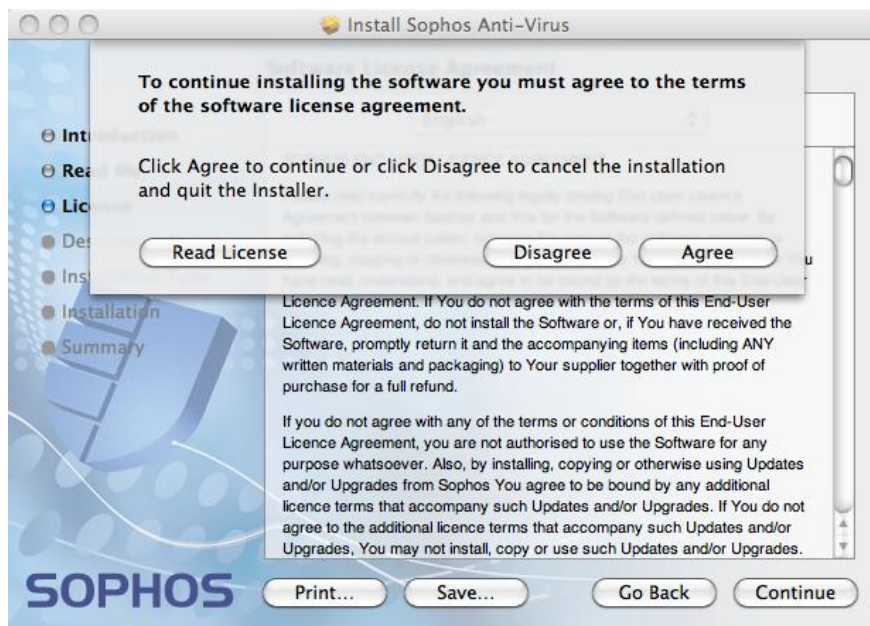 Install Sophos Anti-Virus
To continue installing the software you must agree to the terms
of the software license agreement.
Click Agree to continue or click Disagree to cancel the installation
and quit the Installer.
Read License
Disagree
Agree
Introduction
Read Me
License
Des
Ins
Installation
Summary
English
Licence Agreement. If You do not agree with the terms of this End-User
Licence Agreement, do not install the Software or, if You have received the
Software, promptly return it and the accompanying items (including ANY
written materials and packaging) to Your supplier together with proof of
purchase for a full refund.
If you do not agree with any of the terms or conditions of this End-User
Licence Agreement, you are not authorised to use the Software for any
purpose whatsoever. Also, by installing, copying or otherwise using Updates
and/or Upgrades from Sophos You agree to be bound by any additional
licence terms that accompany such Updates and/or Upgrades. If You do not
agree to the additional licence terms that accompany such Updates and/or
Upgrades, You may not install, copy or use such Updates and/or Upgrades.
SOPHOS
Print...
Save...
Go Back
Continue